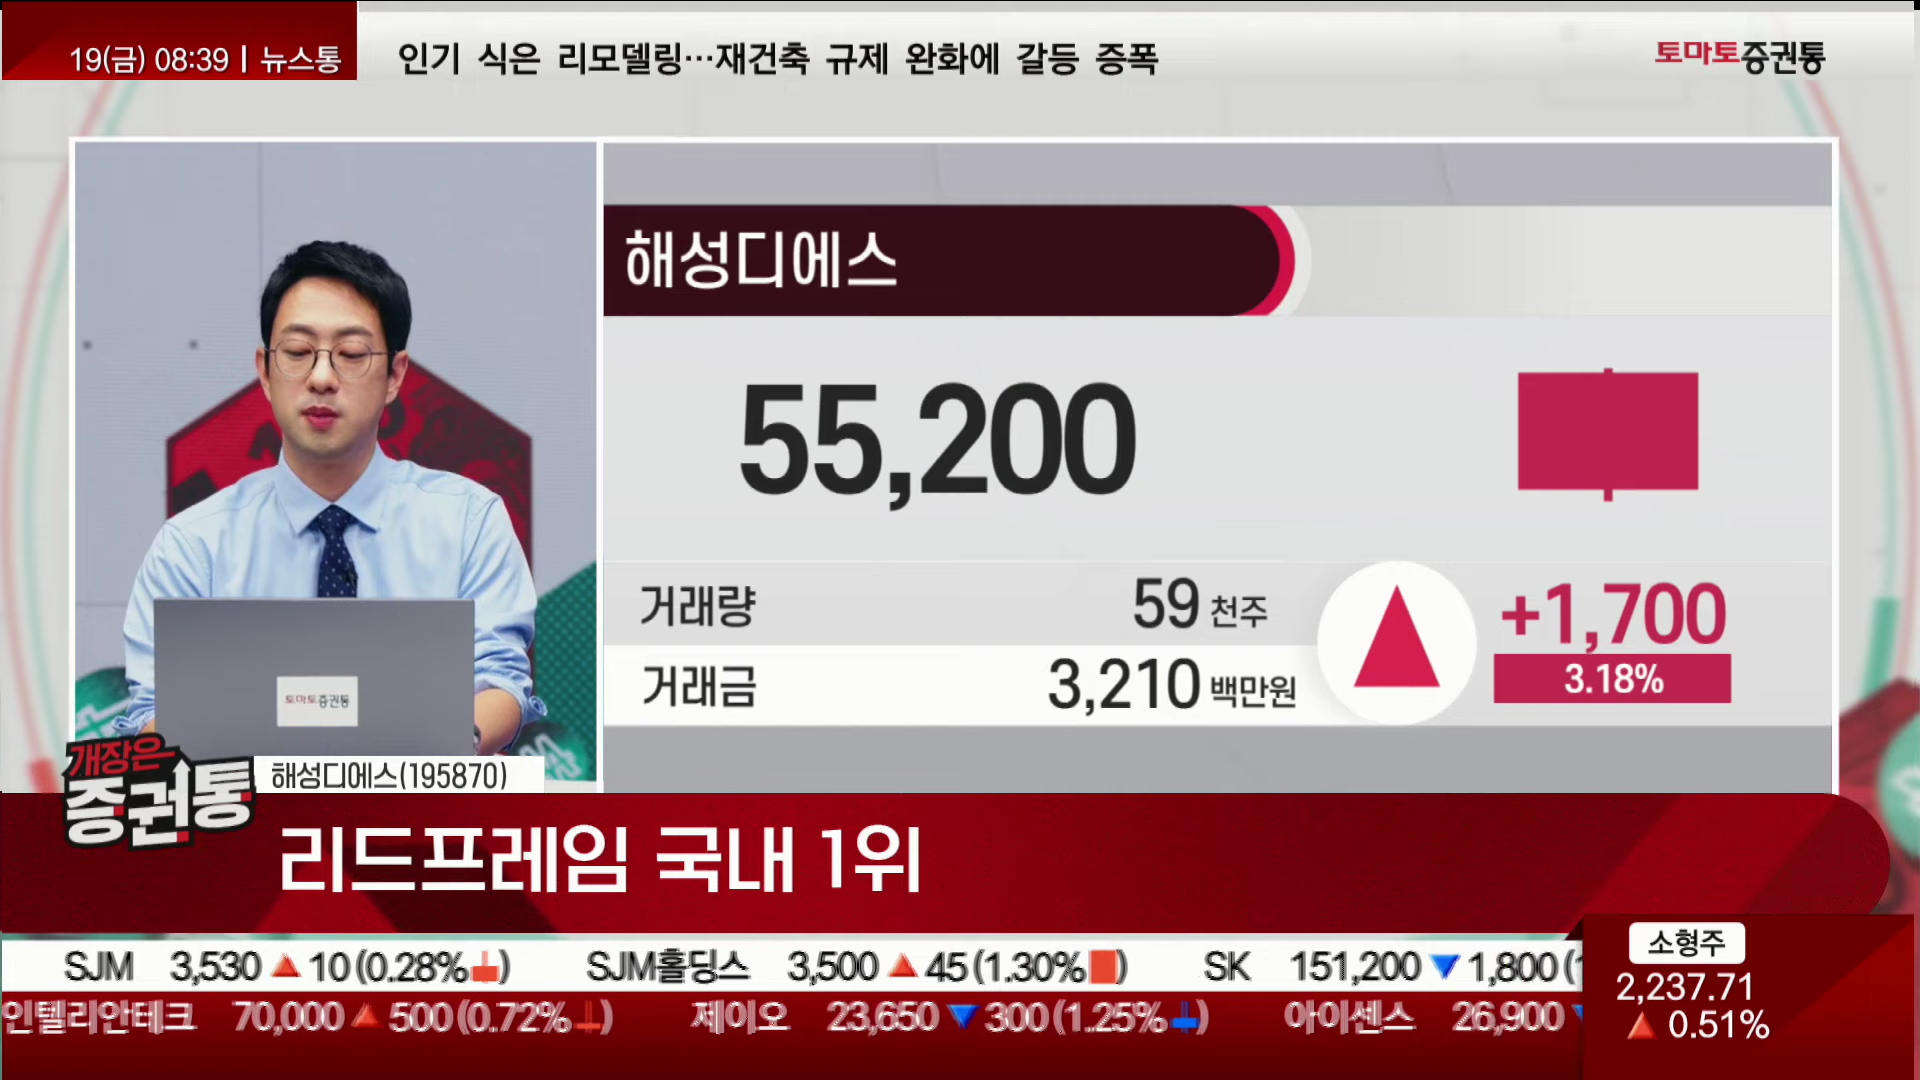 19(금) 08:39 | 뉴스통
인기 식은 리모델링…재건축 규제 완화에 갈등 증폭
토마토증권통
해성디에스
55,200
거래량 59 천주
거래금 3,210 백만원
+1,700
3.18%
토마토증권통
개장은
증권통
해성디에스(195870)
리드프레임 국내 1위
SJM 3,530 ▲ 10 (0.28%) SJM홀딩스 3,500 ▲ 45 (1.30%) SK 151,200 ▼ 1,800 (1
인텔리안테크 70,000 ▲ 500 (0.72%) 제이오 23,650 ▼ 300 (1.25%) 아이센스 26,900 ▼
소형주
2,237.71
▲ 0.51%